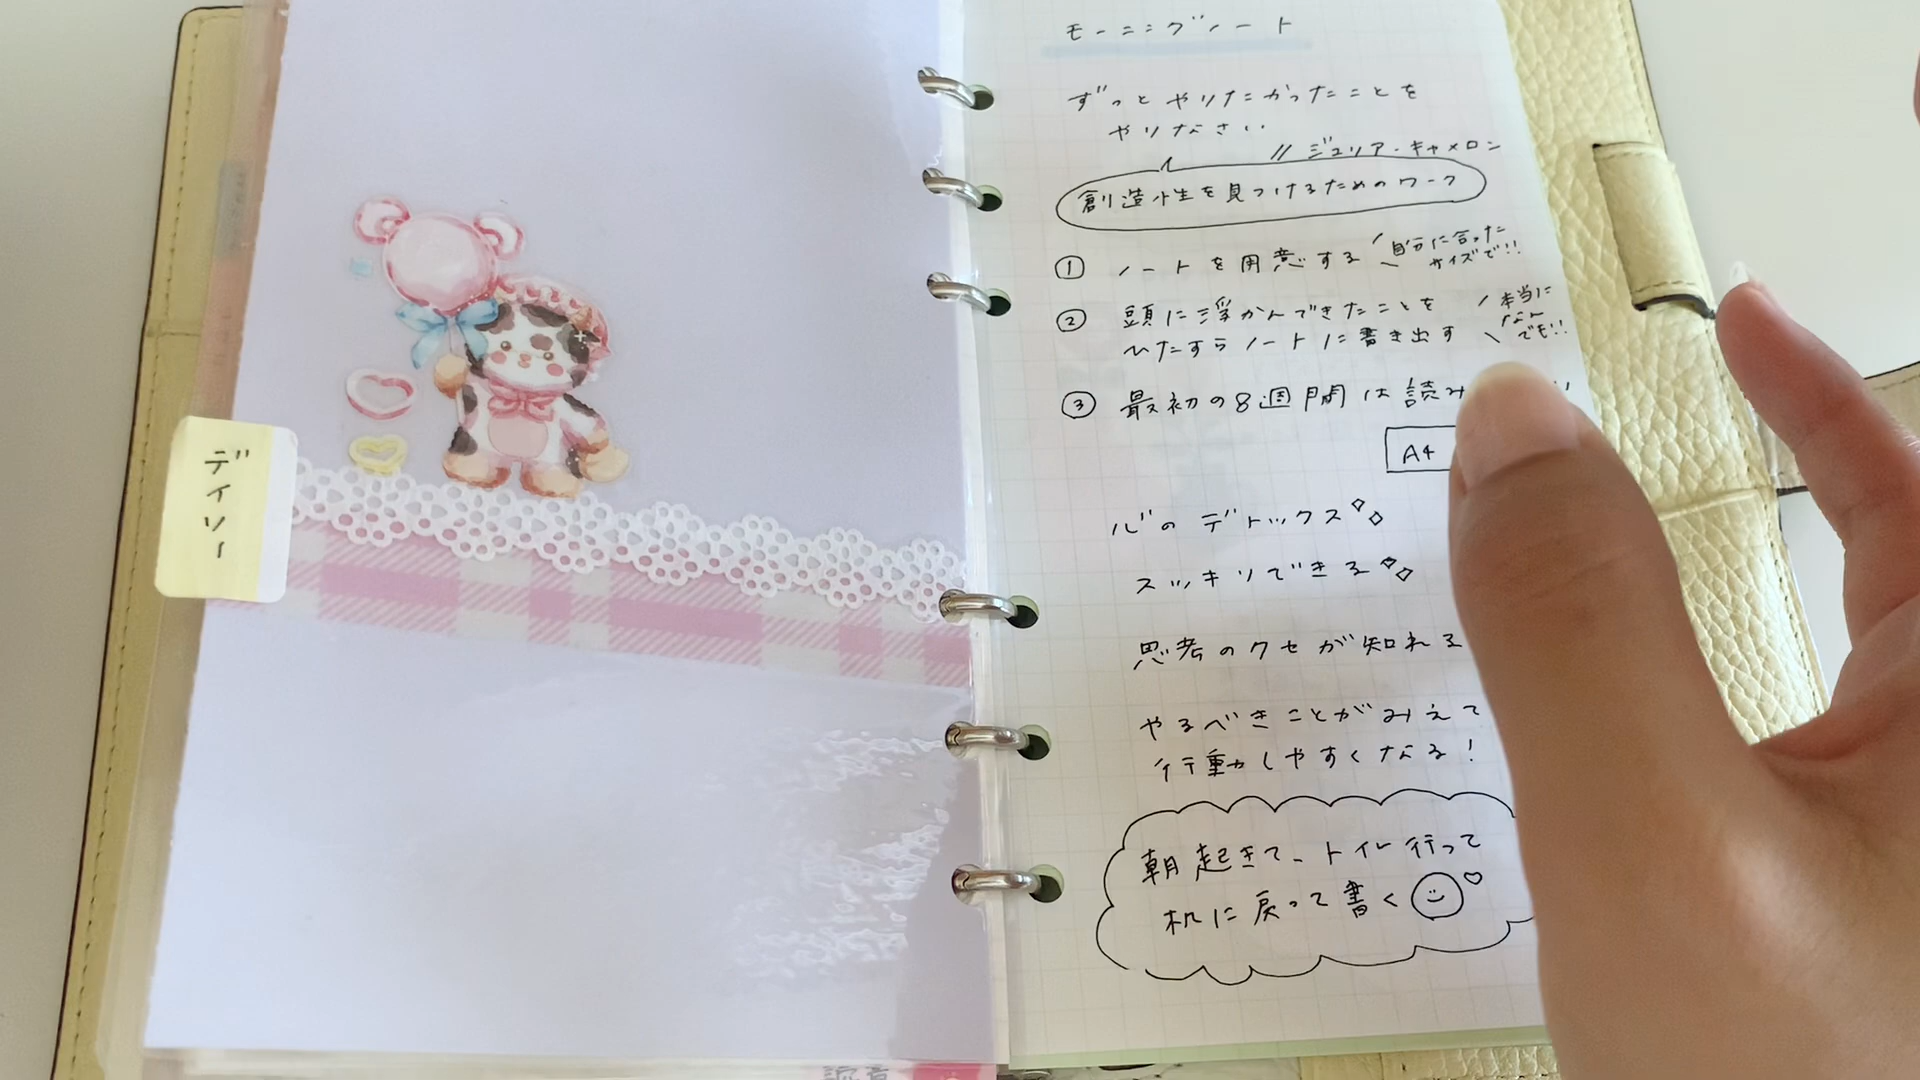 ディソー
モーニングノート
ずっとやりたかったことを
やりなさい
// ジュリア・キャメロン
創造性を見つけるためのワーク
① ノートを用意する
自分に合った
サイズで!!
② 頭に浮かんできたことを
ひたすらノートに書き出す
本当に
なん
でも!!
③ 最初の8週間は読み
A4
心のデトックス
スッキリできる
思考のクセが知れる
やるべきことがみえて
行動しやすくなる!
朝起きて、トイレ行って
机に戻って書く